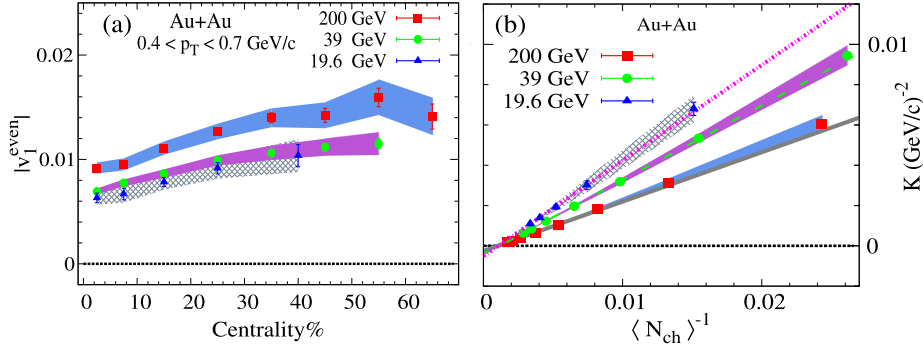 (a)
Au+Au
0.4 < p_T < 0.7 GeV/c
200 GeV
39 GeV
19.6 GeV
0.02
0.01
0
|v_1^even|
0 10 20 30 40 50 60
Centrality%
(b)
Au+Au
200 GeV
39 GeV
19.6 GeV
0.01
0
K (GeV/c)^-2
0 0.01 0.02
⟨ N_ch ⟩^-1